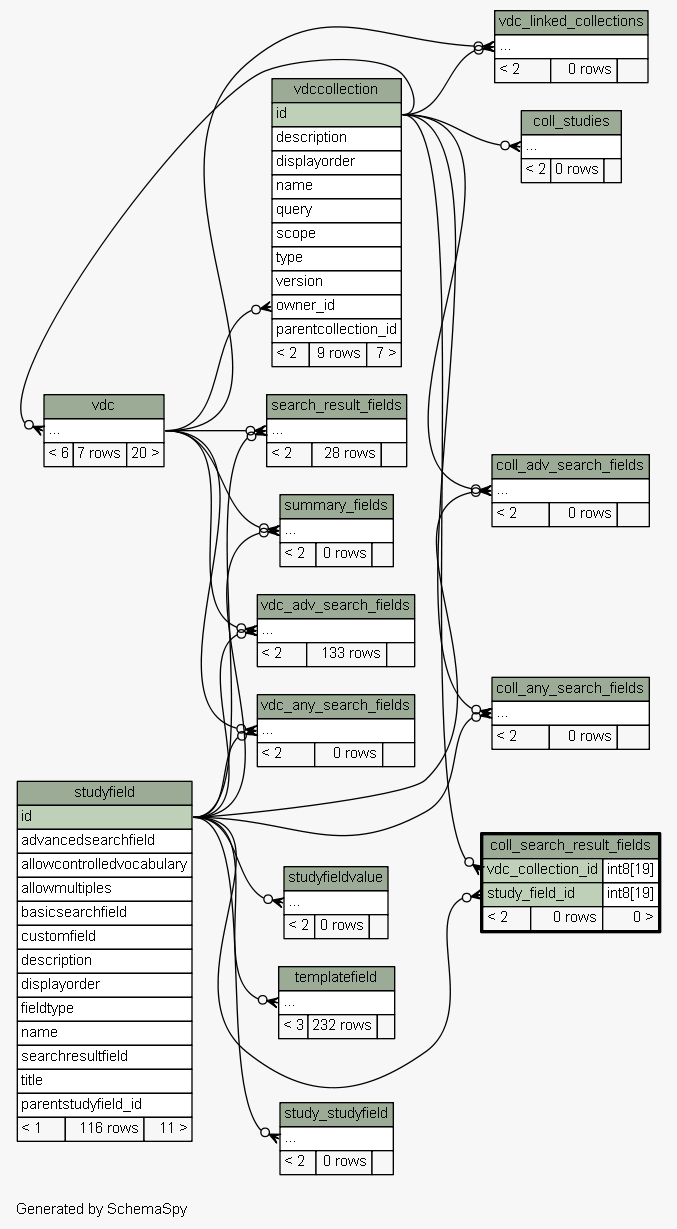 vdc_linked_collections
...
< 2 0 rows
vdccollection
id
description
displayorder
name
query
scope
type
version
owner_id
parentcollection_id
< 2 9 rows 7 >
coll_studies
...
< 2 0 rows
vdc
...
< 6 7 rows 20 >
search_result_fields
...
< 2 28 rows
coll_adv_search_fields
...
< 2 0 rows
summary_fields
...
< 2 0 rows
vdc_adv_search_fields
...
< 2 133 rows
coll_any_search_fields
...
< 2 0 rows
vdc_any_search_fields
...
< 2 0 rows
studyfield
id
advancedsearchfield
allowcontrolledvocabulary
allowmultiples
basicsearchfield
customfield
description
displayorder
fieldtype
name
searchresultfield
title
parentstudyfield_id
< 1 116 rows 11 >
coll_search_result_fields
vdc_collection_id int8[19]
study_field_id int8[19]
< 2 0 rows 0 >
studyfieldvalue
...
< 2 0 rows
templatefield
...
< 3 232 rows
study_studyfield
...
< 2 0 rows
Generated by SchemaSpy